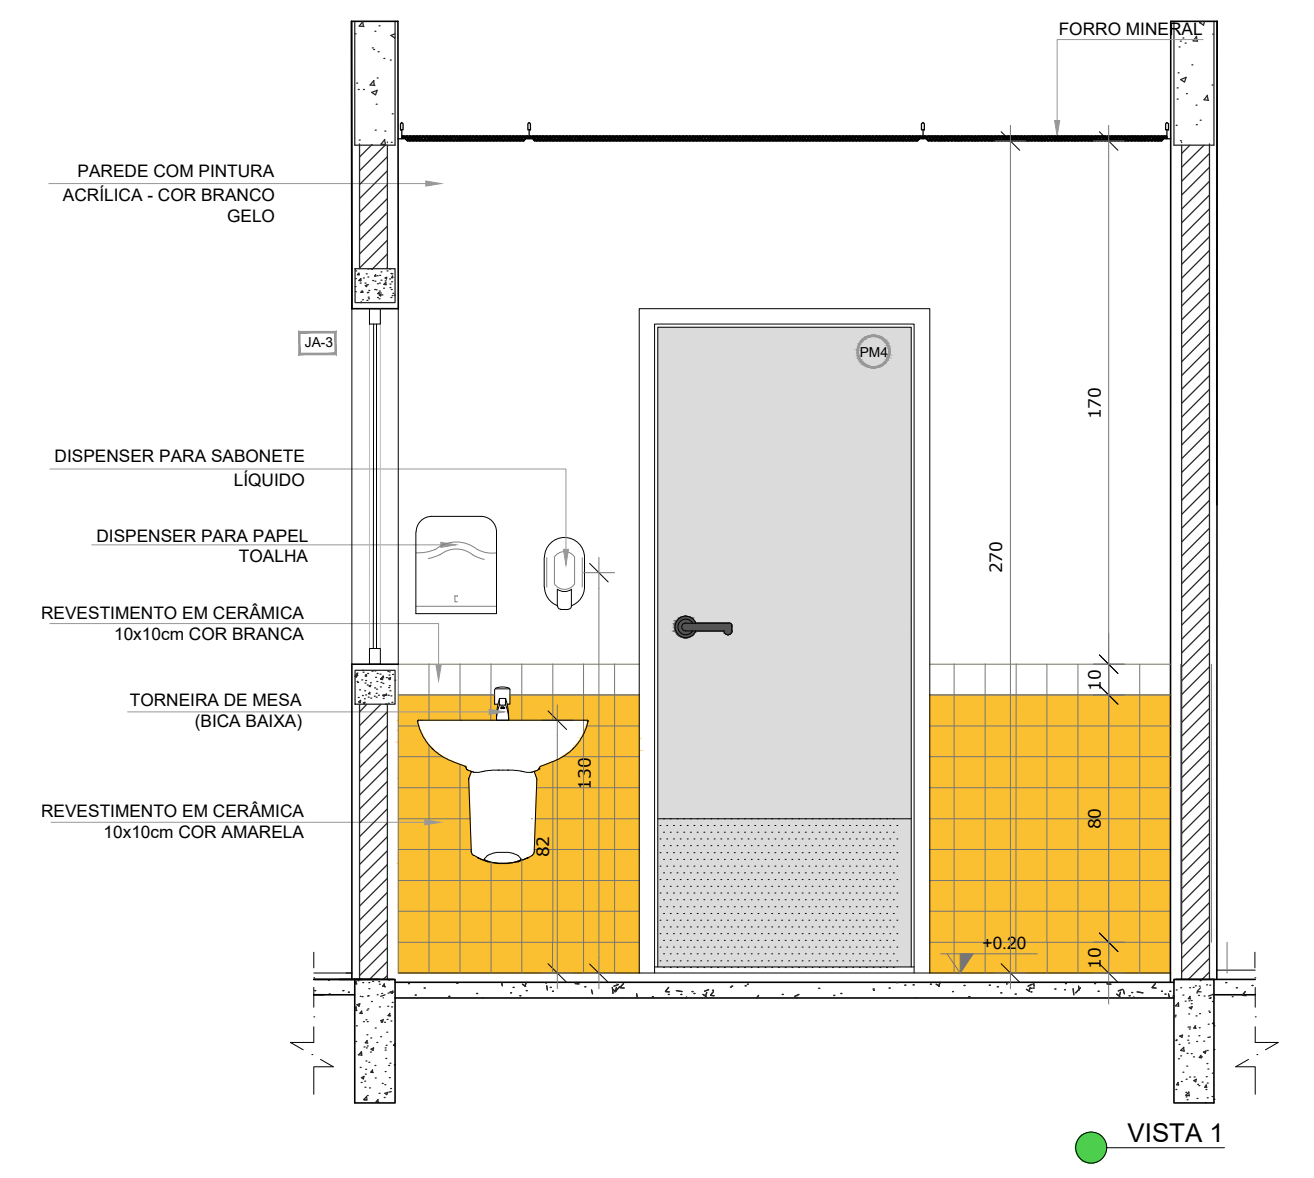 FORRO MINERAL
PAREDE COM PINTURA
ACRÍLICA - COR BRANCO
GELO
JA-3
PM4
170
DISPENSER PARA SABONETE
LÍQUIDO
DISPENSER PARA PAPEL
TOALHA
270
REVESTIMENTO EM CERÂMICA
10x10cm COR BRANCA
10
TORNEIRA DE MESA
(BICA BAIXA)
130
REVESTIMENTO EM CERÂMICA
10x10cm COR AMARELA
82
80
+0.20
10
VISTA 1